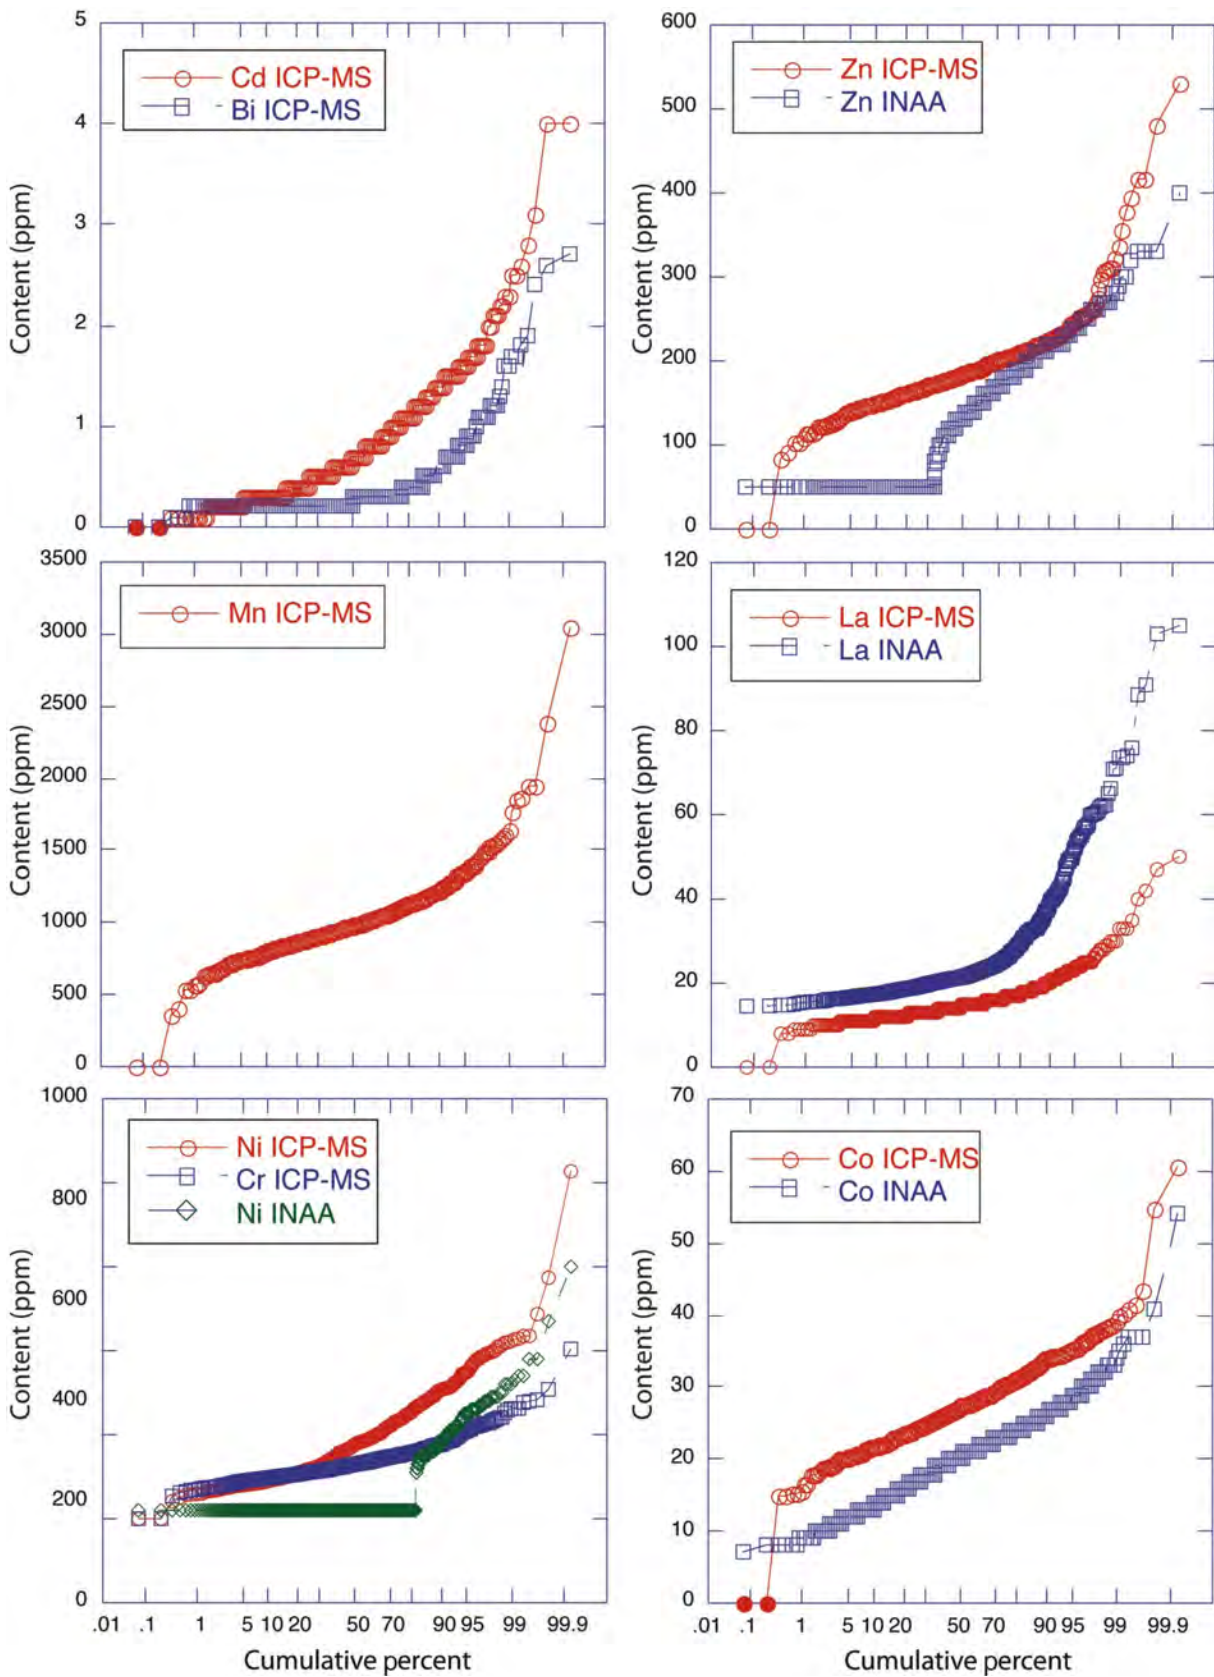 5
4
3
2
1
0
Content (ppm)
Cd ICP-MS
Bi ICP-MS
600
500
400
300
200
100
0
Content (ppm)
Zn ICP-MS
Zn INAA
3500
3000
2500
2000
1500
1000
500
0
Content (ppm)
Mn ICP-MS
120
100
80
60
40
20
0
Content (ppm)
La ICP-MS
La INAA
1000
800
600
400
200
0
Content (ppm)
Ni ICP-MS
Cr ICP-MS
Ni INAA
.01 .1 1 5 10 20 50 70 90 95 99 99.9
Cumulative percent
70
60
50
40
30
20
10
0
Content (ppm)
Co ICP-MS
Co INAA
.01 .1 1 5 10 20 50 70 90 95 99 99.9
Cumulative percent